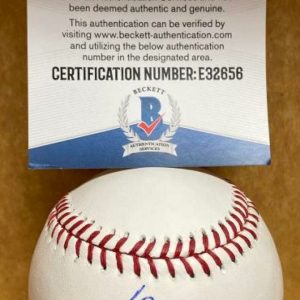 been deemed authentic and genuine.
This authentication can be verified by
visiting www.beckett-authentication.com
and utilizing the below authentication
number in the designated area.
CERTIFICATION NUMBER: E32656
BECKETT
B
AUTHENTICATION
SERVICES